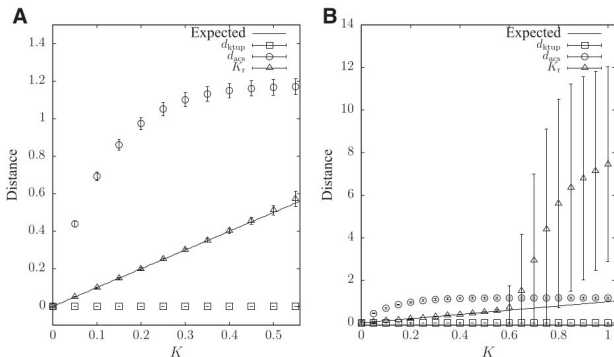 A
Expected
d_ktup
d_acs
K_r
1.4
1.2
1
0.8
0.6
0.4
0.2
0
Distance
0 0.1 0.2 0.3 0.4 0.5
K
B
Expected
d_ktup
d_acs
K_r
14
12
10
8
6
4
2
0
Distance
0 0.2 0.4 0.6 0.8 1
K